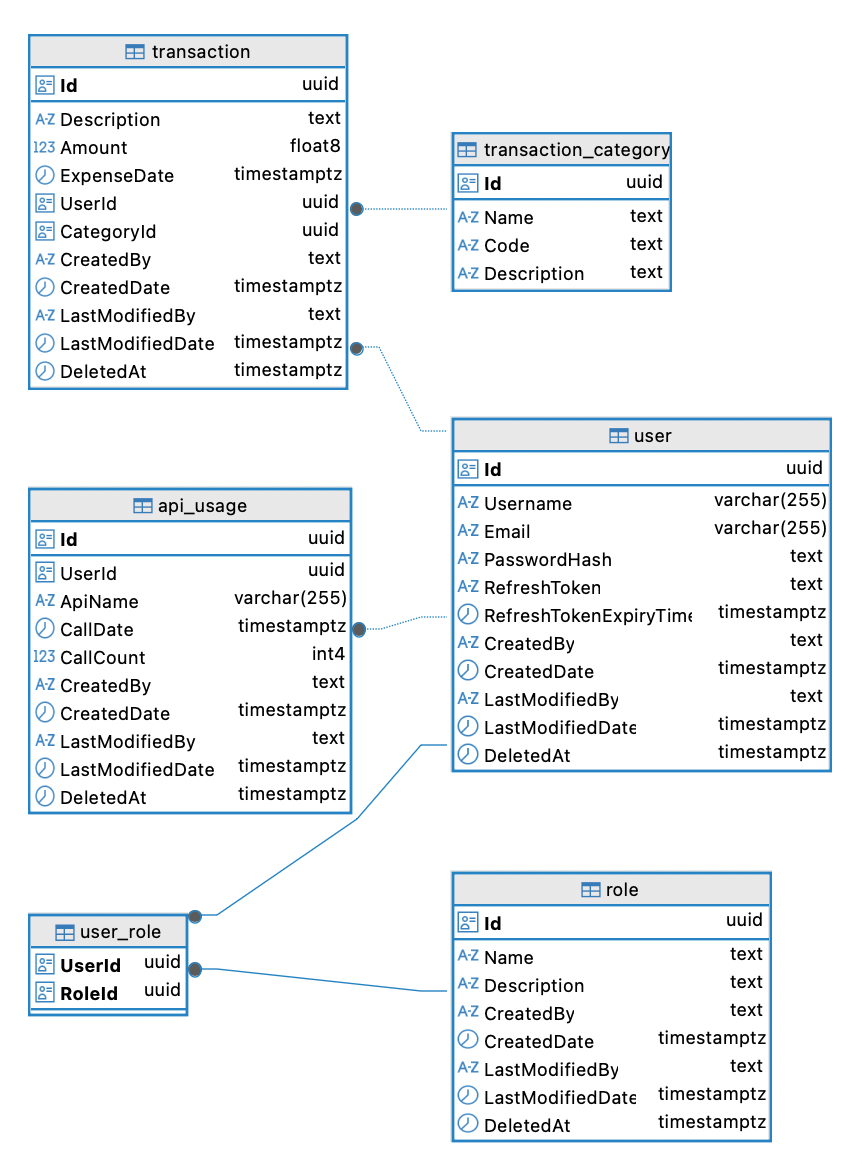 transaction
Id uuid
A-Z Description text
123 Amount float8
ExpenseDate timestamptz
UserId uuid
CategoryId uuid
A-Z CreatedBy text
CreatedDate timestamptz
A-Z LastModifiedBy text
LastModifiedDate timestamptz
DeletedAt timestamptz
transaction_category
Id uuid
A-Z Name text
A-Z Code text
A-Z Description text
user
Id uuid
A-Z Username varchar(255)
A-Z Email varchar(255)
A-Z PasswordHash text
A-Z RefreshToken text
RefreshTokenExpiryTime timestamptz
A-Z CreatedBy text
CreatedDate timestamptz
A-Z LastModifiedBy text
LastModifiedDate timestamptz
DeletedAt timestamptz
api_usage
Id uuid
UserId uuid
A-Z ApiName varchar(255)
CallDate timestamptz
123 CallCount int4
A-Z CreatedBy text
CreatedDate timestamptz
A-Z LastModifiedBy text
LastModifiedDate timestamptz
DeletedAt timestamptz
user_role
UserId uuid
RoleId uuid
role
Id uuid
A-Z Name text
A-Z Description text
A-Z CreatedBy text
CreatedDate timestamptz
A-Z LastModifiedBy text
LastModifiedDate timestamptz
DeletedAt timestamptz